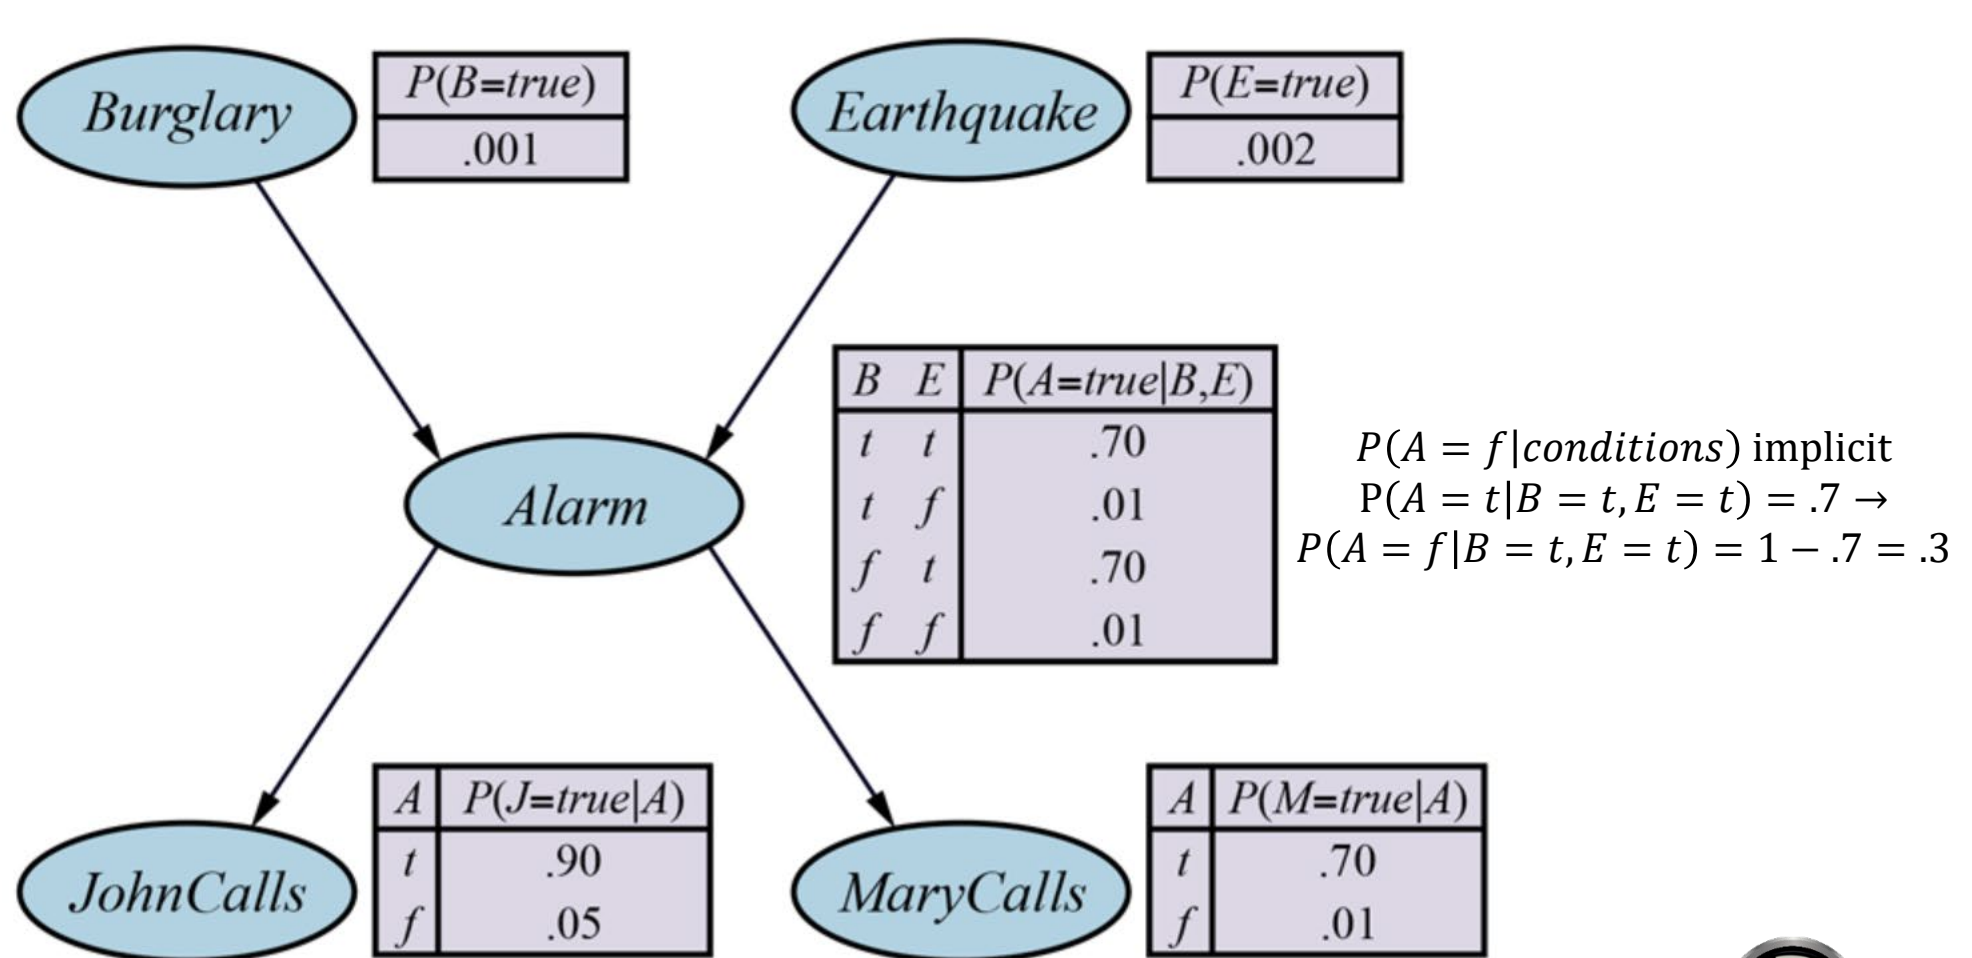 Burglary
P(B=true)
.001
Earthquake
P(E=true)
.002
Alarm
B E P(A=true|B,E)
t t .70
t f .01
f t .70
f f .01
P(A = f|conditions) implicit
P(A = t|B = t, E = t) = .7 →
P(A = f|B = t, E = t) = 1 − .7 = .3
JohnCalls
A P(J=true|A)
t .90
f .05
MaryCalls
A P(M=true|A)
t .70
f .01